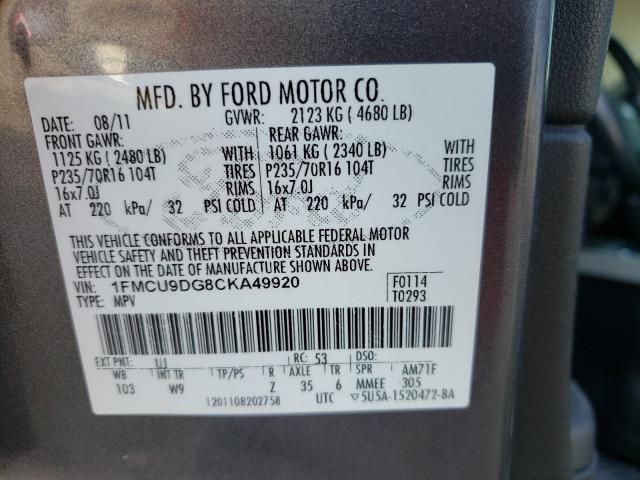 MFD. BY FORD MOTOR CO.
DATE: 08/11 GVWR: 2123 KG ( 4680 LB)
FRONT GAWR: REAR GAWR:
1125 KG ( 2480 LB) WITH 1061 KG ( 2340 LB) WITH
P235/70R16 104T TIRES P235/70R16 104T TIRES
16x7.0J RIMS 16x7.0J RIMS
AT 220 kPa/ 32 PSI COLD AT 220 kPa/ 32 PSI COLD
THIS VEHICLE CONFORMS TO ALL APPLICABLE FEDERAL MOTOR
VEHICLE SAFETY AND THEFT PREVENTION STANDARDS IN
EFFECT ON THE DATE OF MANUFACTURE SHOWN ABOVE.
VIN: 1FMCU9DG8CKA49920 F0114
TYPE: MPV T0293
EXT PNT: UJ RC: 53 DSO:
WB INT TR TP/PS R AXLE TR SPR AM71F
103 W9 Z 35 6 MMEE 305
1201108202758 UTC ▽5U5A-1520472-BA